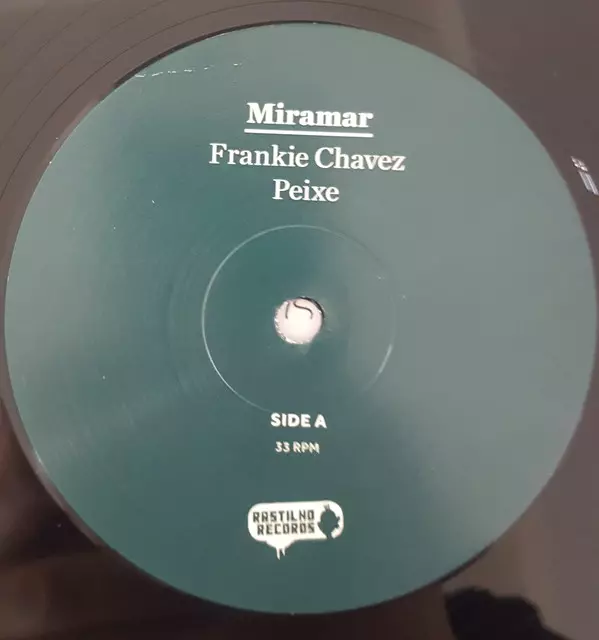 Miramar
Frankie Chavez
Peixe
SIDE A
33 RPM
RASTILHO
RECORDS